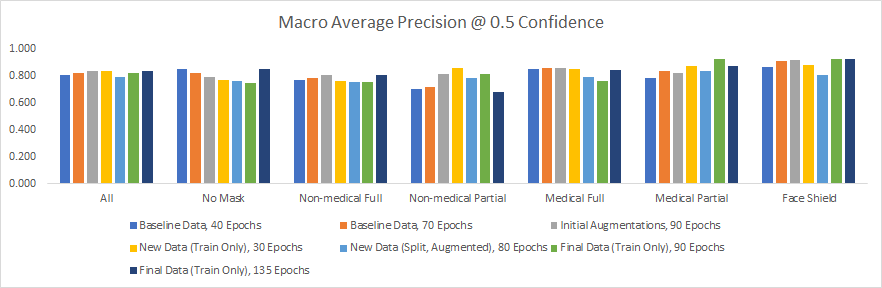 Macro Average Precision @ 0.5 Confidence
1.000
0.800
0.600
0.400
0.200
0.000
All No Mask Non-medical Full Non-medical Partial Medical Full Medical Partial Face Shield
Baseline Data, 40 Epochs Baseline Data, 70 Epochs Initial Augmentations, 90 Epochs
New Data (Train Only), 30 Epochs New Data (Split, Augmented), 80 Epochs Final Data (Train Only), 90 Epochs
Final Data (Train Only), 135 Epochs